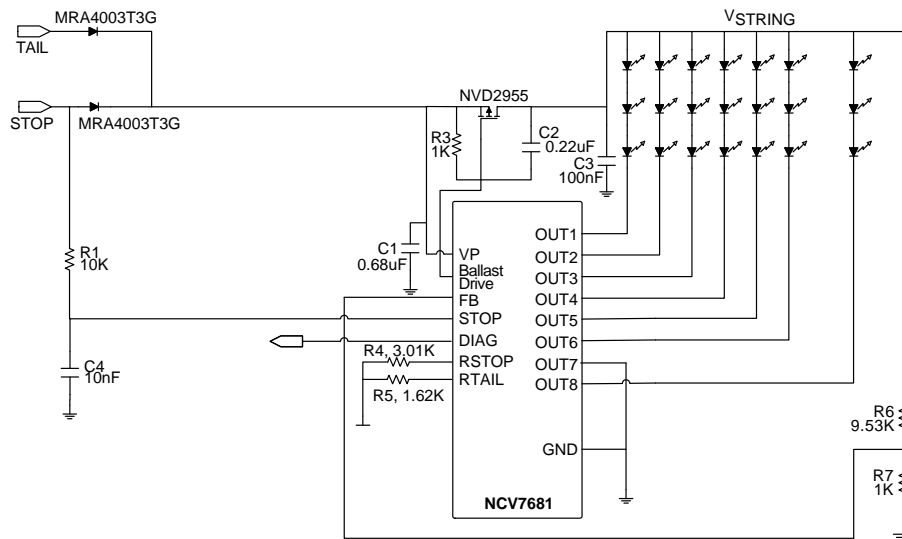 MRA4003T3G
TAIL
VSTRING
STOP
MRA4003T3G
NVD2955
R3
1K
C2
0.22uF
C3
100nF
R1
10K
C1
0.68uF
VP
Ballast
Drive
FB
STOP
DIAG
RSTOP
RTAIL
OUT1
OUT2
OUT3
OUT4
OUT5
OUT6
OUT7
OUT8
GND
R4, 3.01K
R5, 1.62K
C4
10nF
R6
9.53K
R7
1K
NCV7681